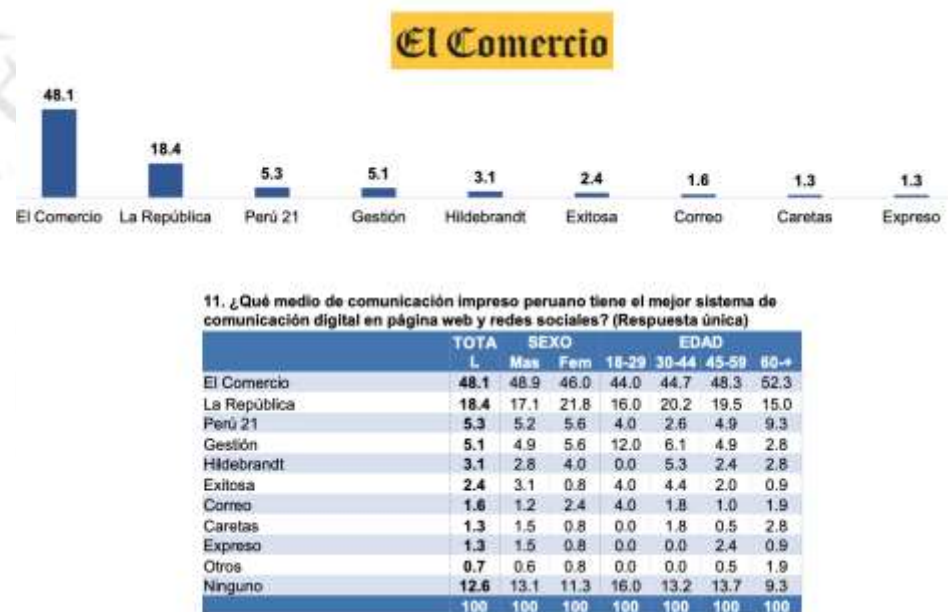 El Comercio
48.1
18.4
5.3
5.1
3.1
2.4
1.6
1.3
1.3
El Comercio La República Perú 21 Gestión Hildebrandt Exitosa Correo Caretas Expreso
11. ¿Qué medio de comunicación impreso peruano tiene el mejor sistema de
comunicación digital en página web y redes sociales? (Respuesta única)
TOTA SEXO EDAD
L Mas Fem 18-29 30-44 45-59 60-+
El Comercio 48.1 48.9 46.0 44.0 44.7 48.3 52.3
La República 18.4 17.1 21.8 16.0 20.2 19.5 15.0
Perú 21 5.3 5.2 5.6 4.0 2.6 4.9 9.3
Gestión 5.1 4.9 5.6 12.0 6.1 4.9 2.8
Hildebrandt 3.1 2.8 4.0 0.0 5.3 2.4 2.8
Exitosa 2.4 3.1 0.8 4.0 4.4 2.0 0.9
Correo 1.6 1.2 2.4 4.0 1.8 1.0 1.9
Caretas 1.3 1.5 0.8 0.0 1.8 0.5 2.8
Expreso 1.3 1.5 0.8 0.0 0.0 2.4 0.9
Otros 0.7 0.6 0.8 0.0 0.0 0.5 1.9
Ninguno 12.6 13.1 11.3 16.0 13.2 13.7 9.3
100 100 100 100 100 100 100